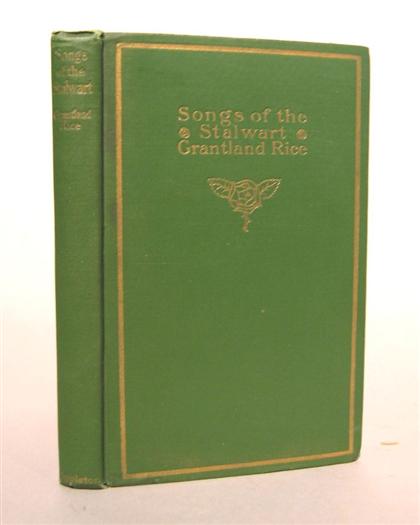 Songs
of the
Stalwart
Grantland
Rice
Songs of the
Stalwart
Grantland Rice